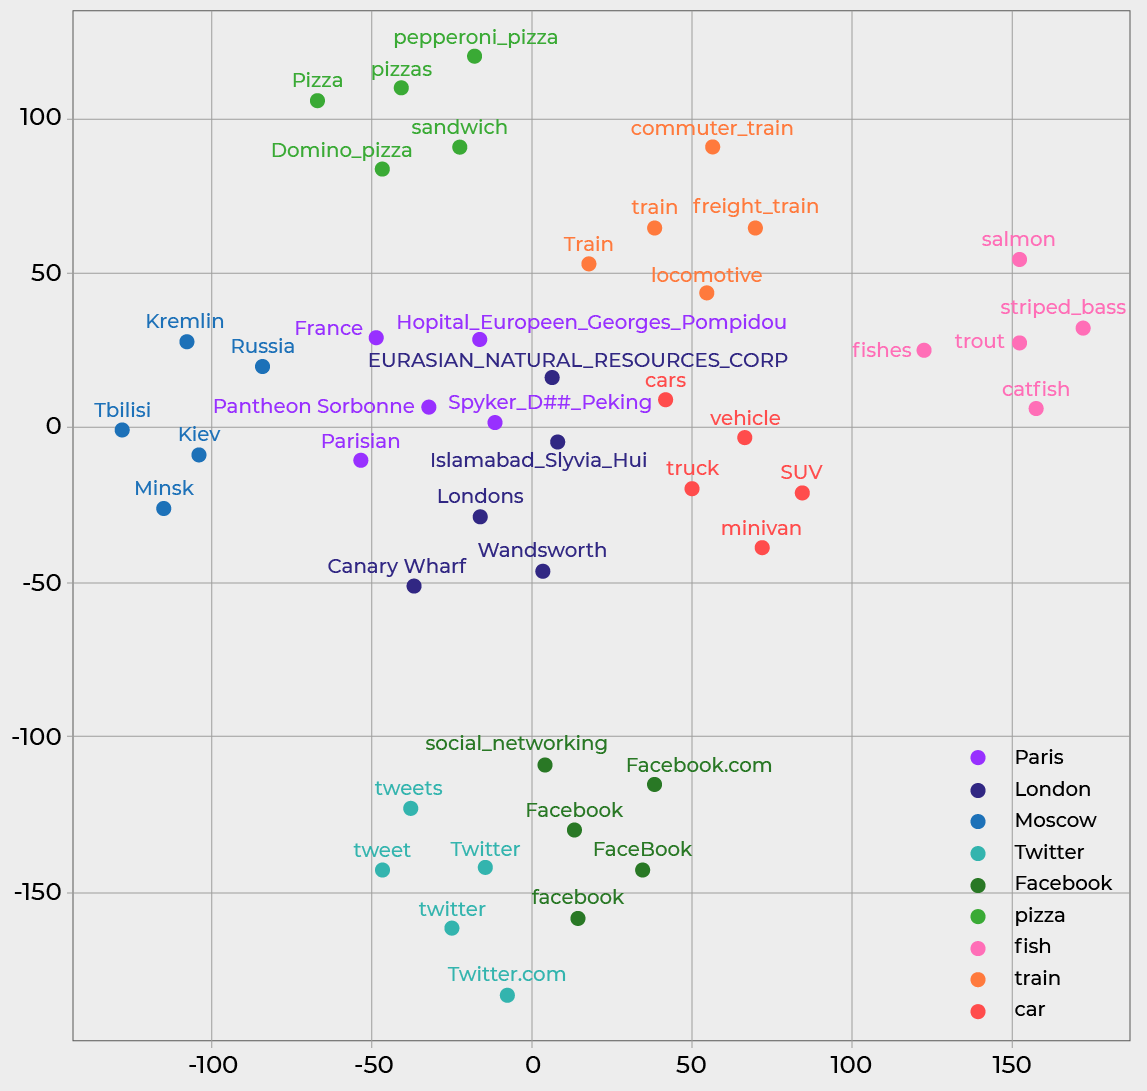 pepperoni_pizza
pizzas
Pizza
100
sandwich
commuter_train
Domino_pizza
train
freight_train
Train
salmon
50
locomotive
striped_bass
Kremlin
France
Hopital_Europeen_Georges_Pompidou
Russia
trout
fishes
EURASIAN_NATURAL_RESOURCES_CORP
cars
catfish
Tbilisi
Pantheon Sorbonne
Spyker_D##_Peking
vehicle
0
Kiev
Parisian
Islamabad_Slyvia_Hui
truck
SUV
Minsk
Londons
minivan
Wandsworth
Canary Wharf
-50
-100
social_networking
Facebook.com
Paris
tweets
London
Facebook
Moscow
tweet
Twitter
FaceBook
Twitter
-150
Facebook
facebook
twitter
pizza
fish
Twitter.com
train
car
-100
-50
0
50
100
150